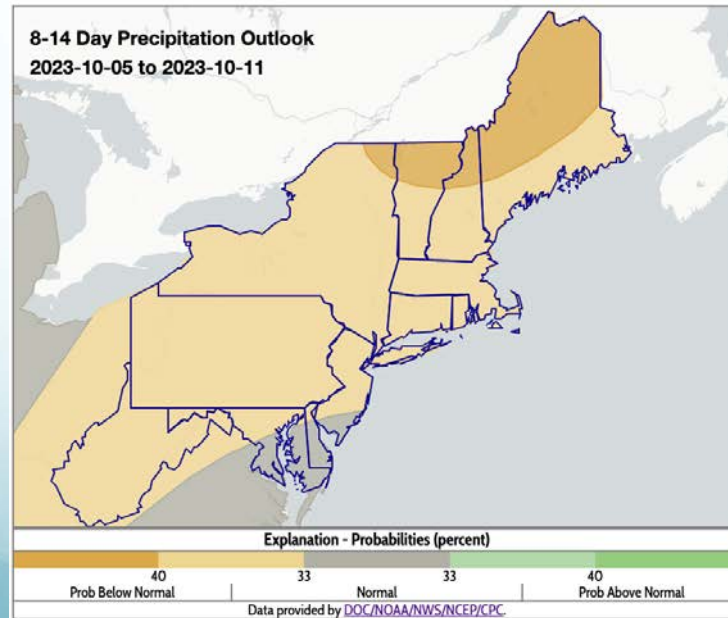 8-14 Day Precipitation Outlook
2023-10-05 to 2023-10-11
Explanation - Probabilities (percent)
40 33 33 40
Prob Below Normal Normal Prob Above Normal
Data provided by DOC/NOAA/NWS/NCEP/CPC.